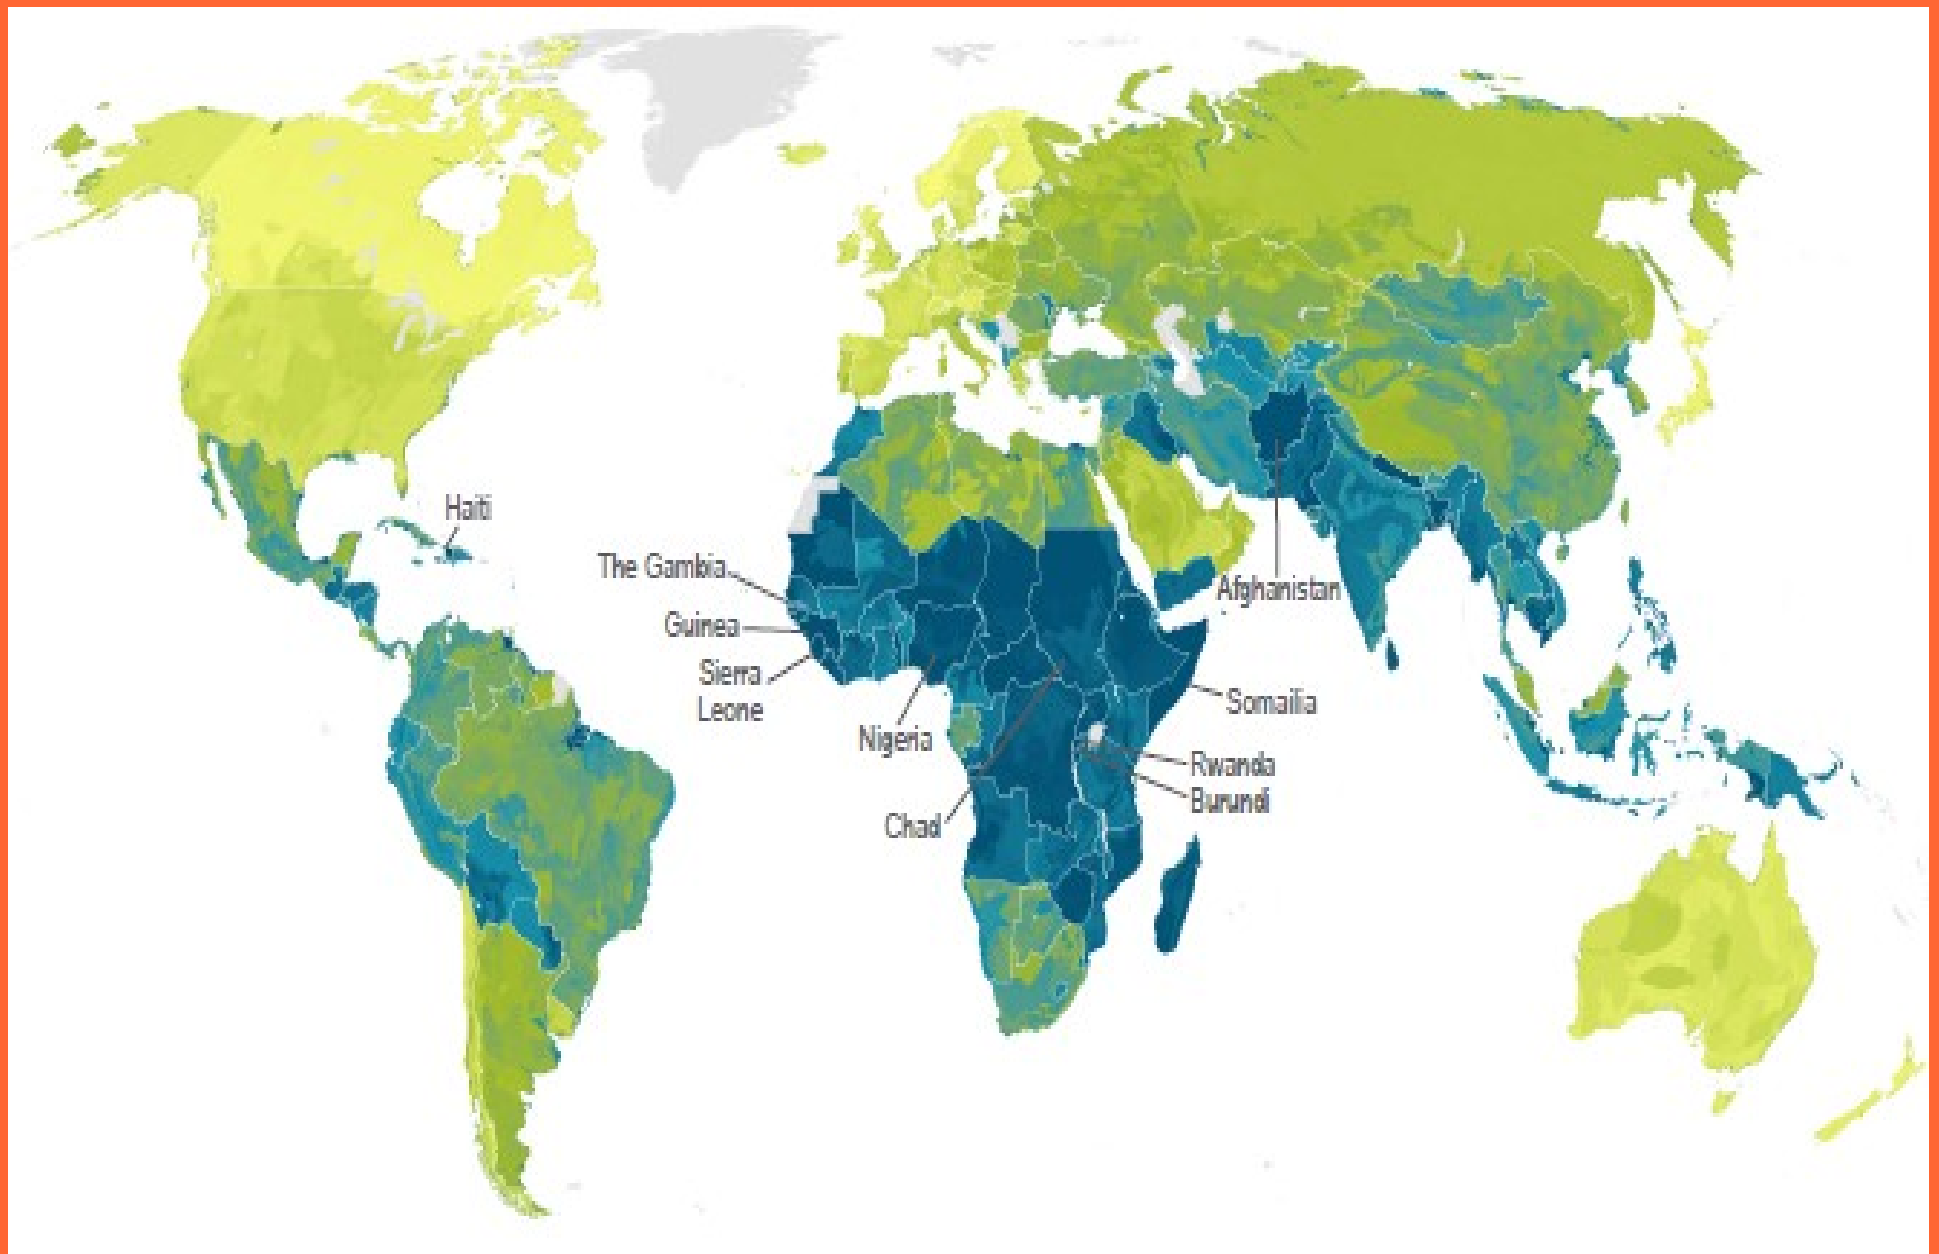 Haiti
The Gambia
Guinea
Sierra
Leone
Nigeria
Chad
Afghanistan
Somailia
Rwanda
Burundi